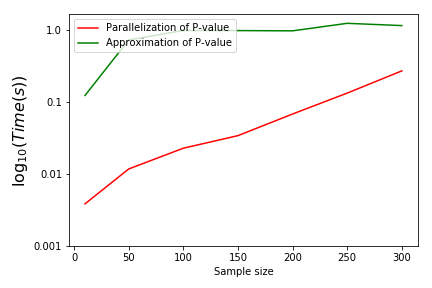 Parallelization of P-value
Approximation of P-value
log10(Time(s))
1.0
0.1
0.01
0.001
0 50 100 150 200 250 300
Sample size